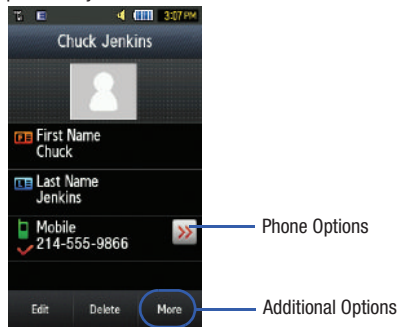 3:07 PM
Chuck Jenkins
First Name
Chuck
Last Name
Jenkins
Mobile
214-555-9866
Phone Options
Edit Delete More
Additional Options